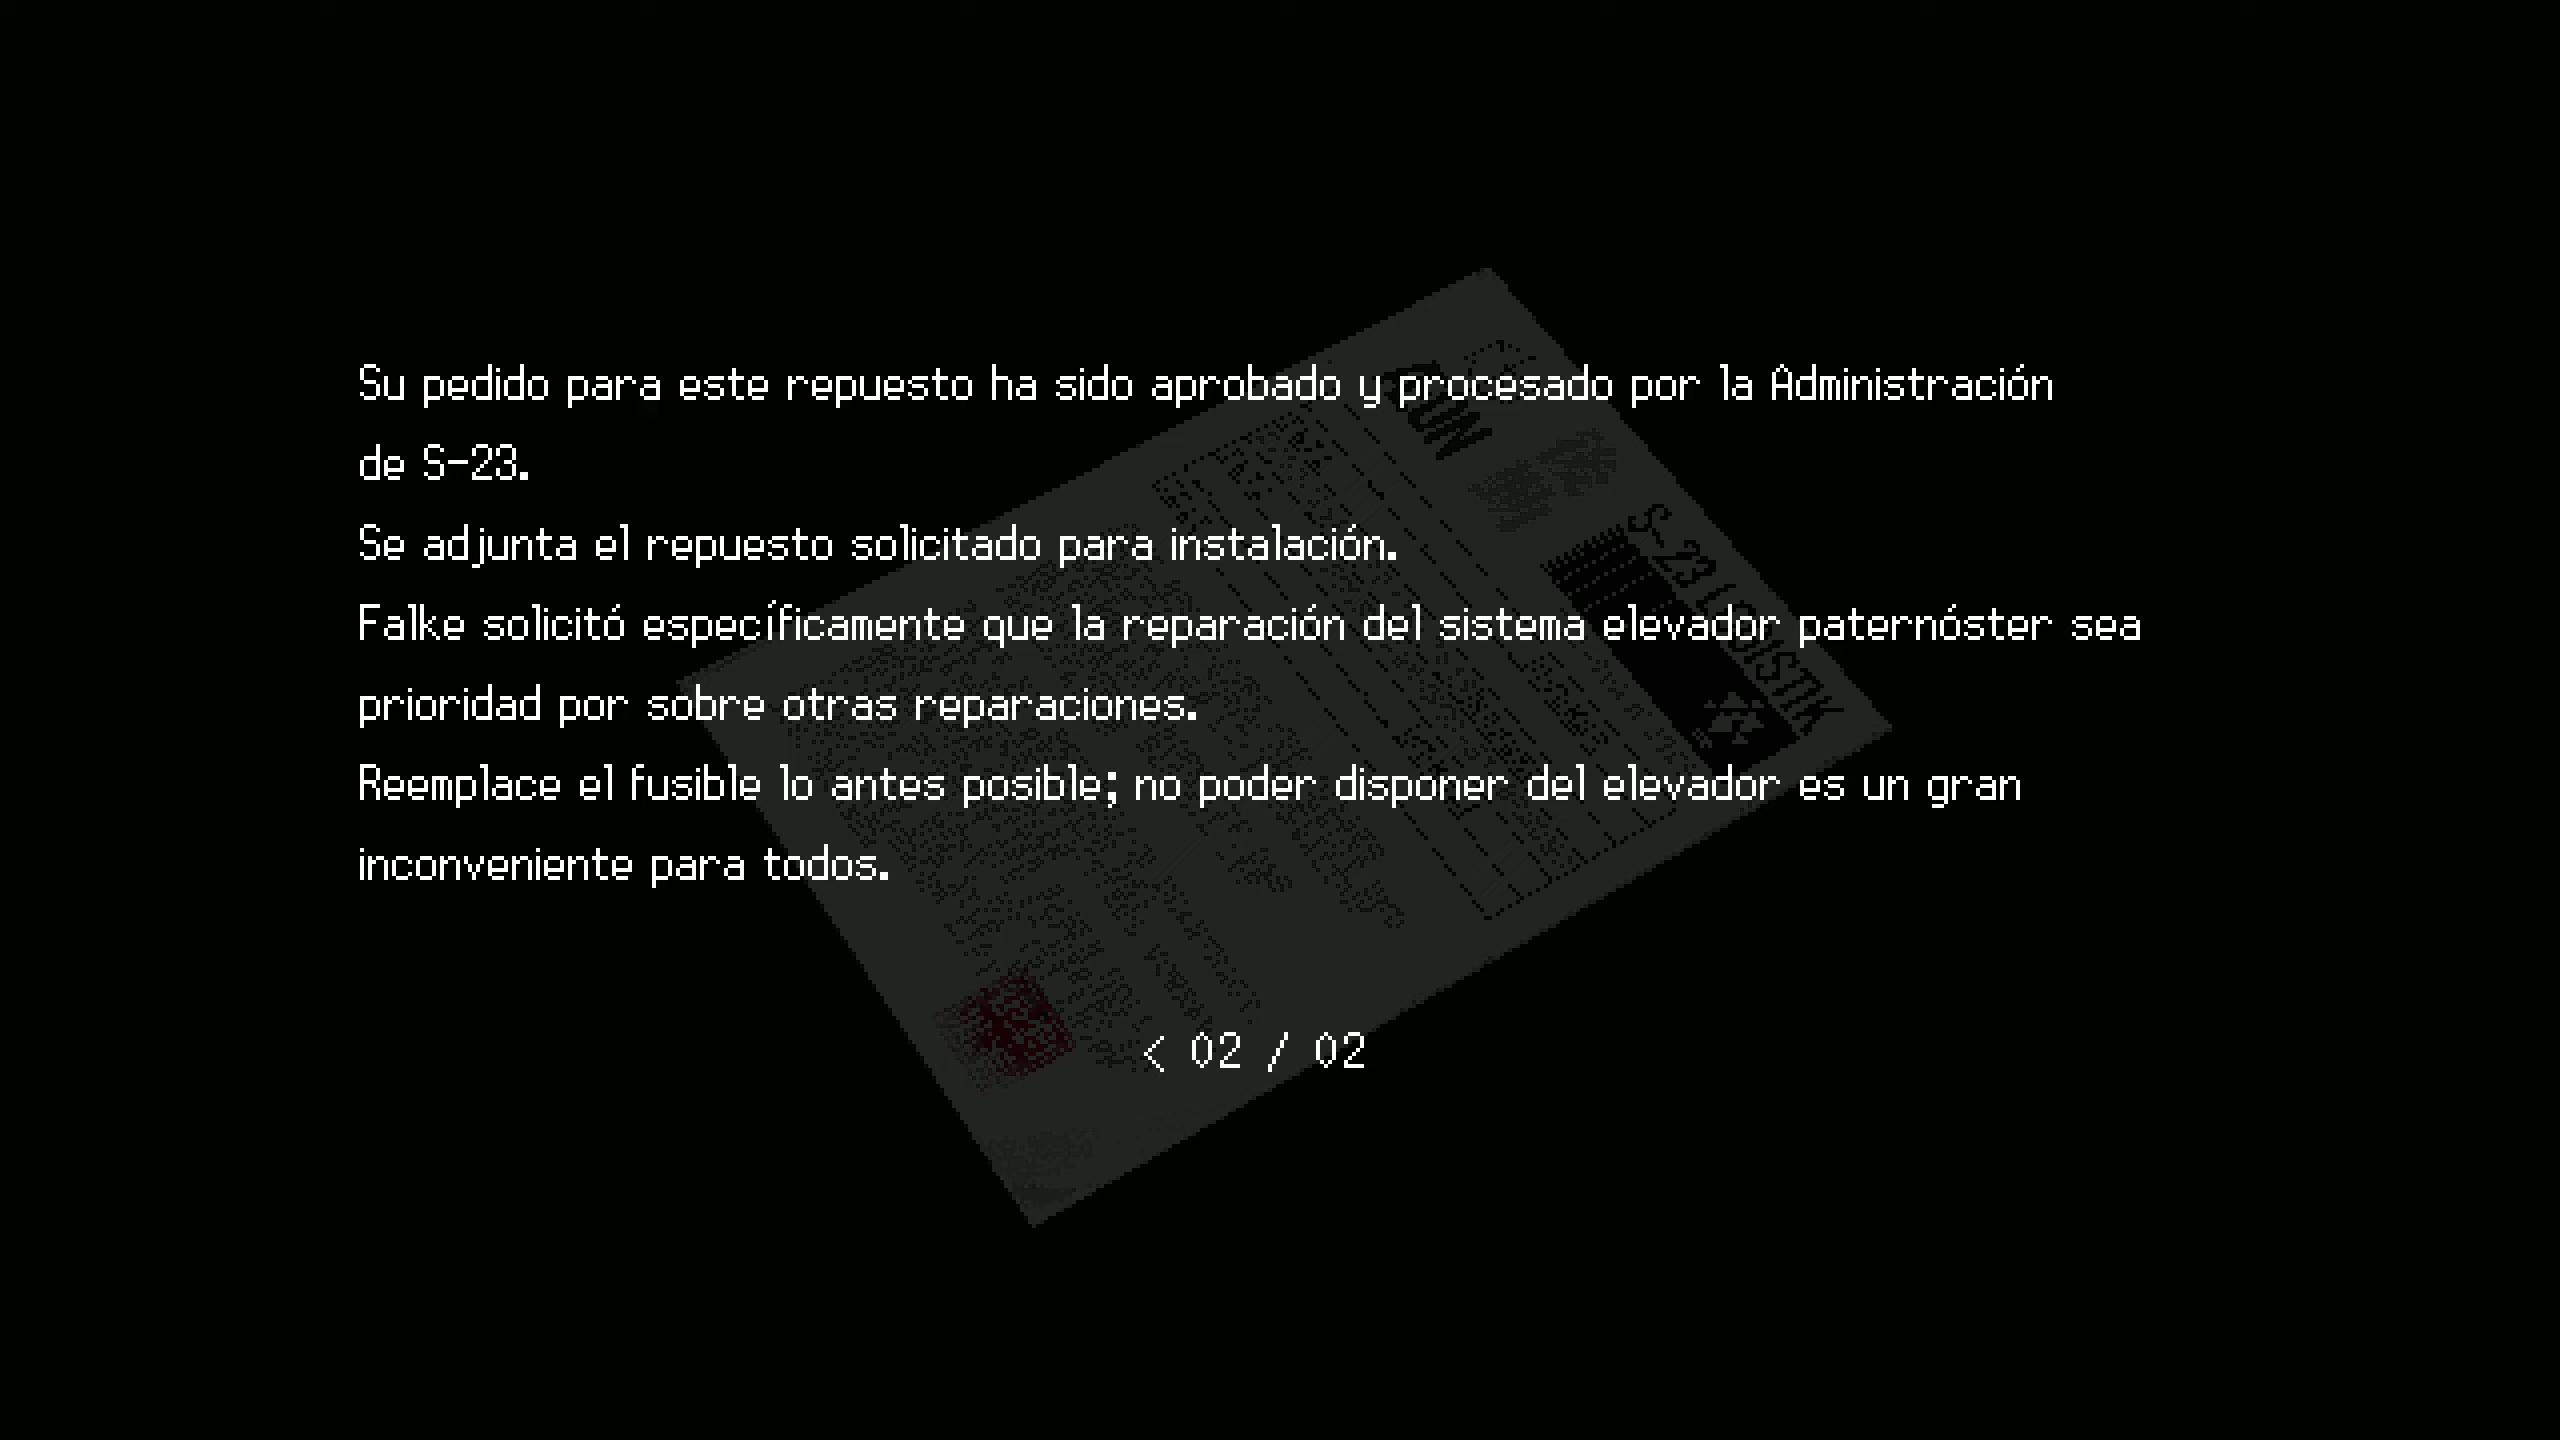 Su pedido para este repuesto ha sido aprobado y procesado por la Administración
de S-23.
Se adjunta el repuesto solicitado para instalación.
Falke solicitó específicamente que la reparación del sistema elevador paternóster sea
prioridad por sobre otras reparaciones.
Reemplace el fusible lo antes posible; no poder disponer del elevador es un gran
inconveniente para todos.
< 02 / 02